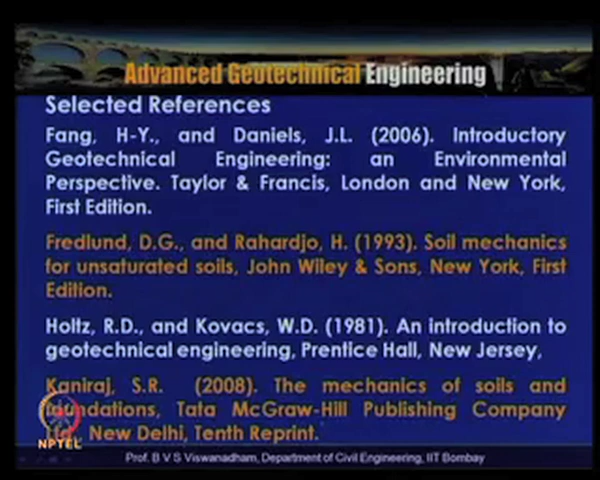 Advanced Geotechnical Engineering
Selected References
Fang, H-Y., and Daniels, J.L. (2006). Introductory
Geotechnical Engineering: an Environmental
Perspective. Taylor & Francis, London and New York,
First Edition.
Fredlund, D.G., and Rahardjo, H. (1993). Soil mechanics
for unsaturated soils, John Wiley & Sons, New York, First
Edition.
Holtz, R.D., and Kovacs, W.D. (1981). An introduction to
geotechnical engineering, Prentice Hall, New Jersey,
Kaniraj, S.R. (2008). The mechanics of soils and
foundations, Tata McGraw-Hill Publishing Company
Ltd., New Delhi, Tenth Reprint.
NPTEL
Prof. B V S Viswanadham, Department of Civil Engineering, IIT Bombay